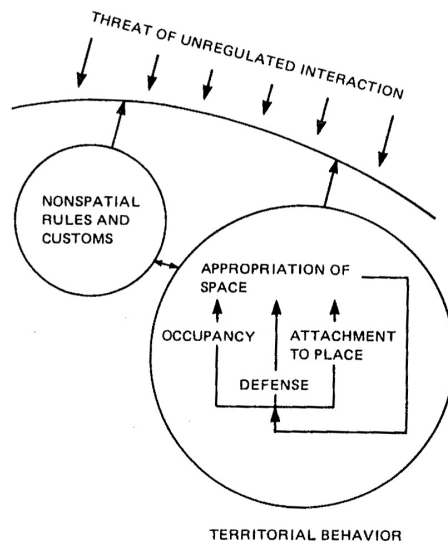 THREAT OF UNREGULATED INTERACTION
NONSPATIAL
RULES AND
CUSTOMS
APPROPRIATION OF
SPACE
OCCUPANCY
ATTACHMENT
TO PLACE
DEFENSE
TERRITORIAL BEHAVIOR